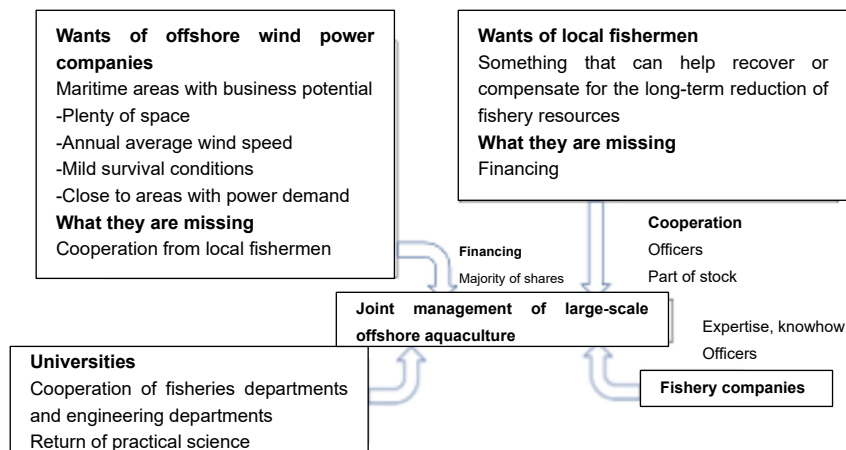 Wants of offshore wind power
companies
Maritime areas with business potential
-Plenty of space
-Annual average wind speed
-Mild survival conditions
-Close to areas with power demand
What they are missing
Cooperation from local fishermen
Wants of local fishermen
Something that can help recover or
compensate for the long-term reduction of
fishery resources
What they are missing
Financing
Financing
Majority of shares
Cooperation
Officers
Part of stock
Joint management of large-scale
offshore aquaculture
Expertise, knowhow
Officers
Universities
Cooperation of fisheries departments
and engineering departments
Return of practical science
Fishery companies